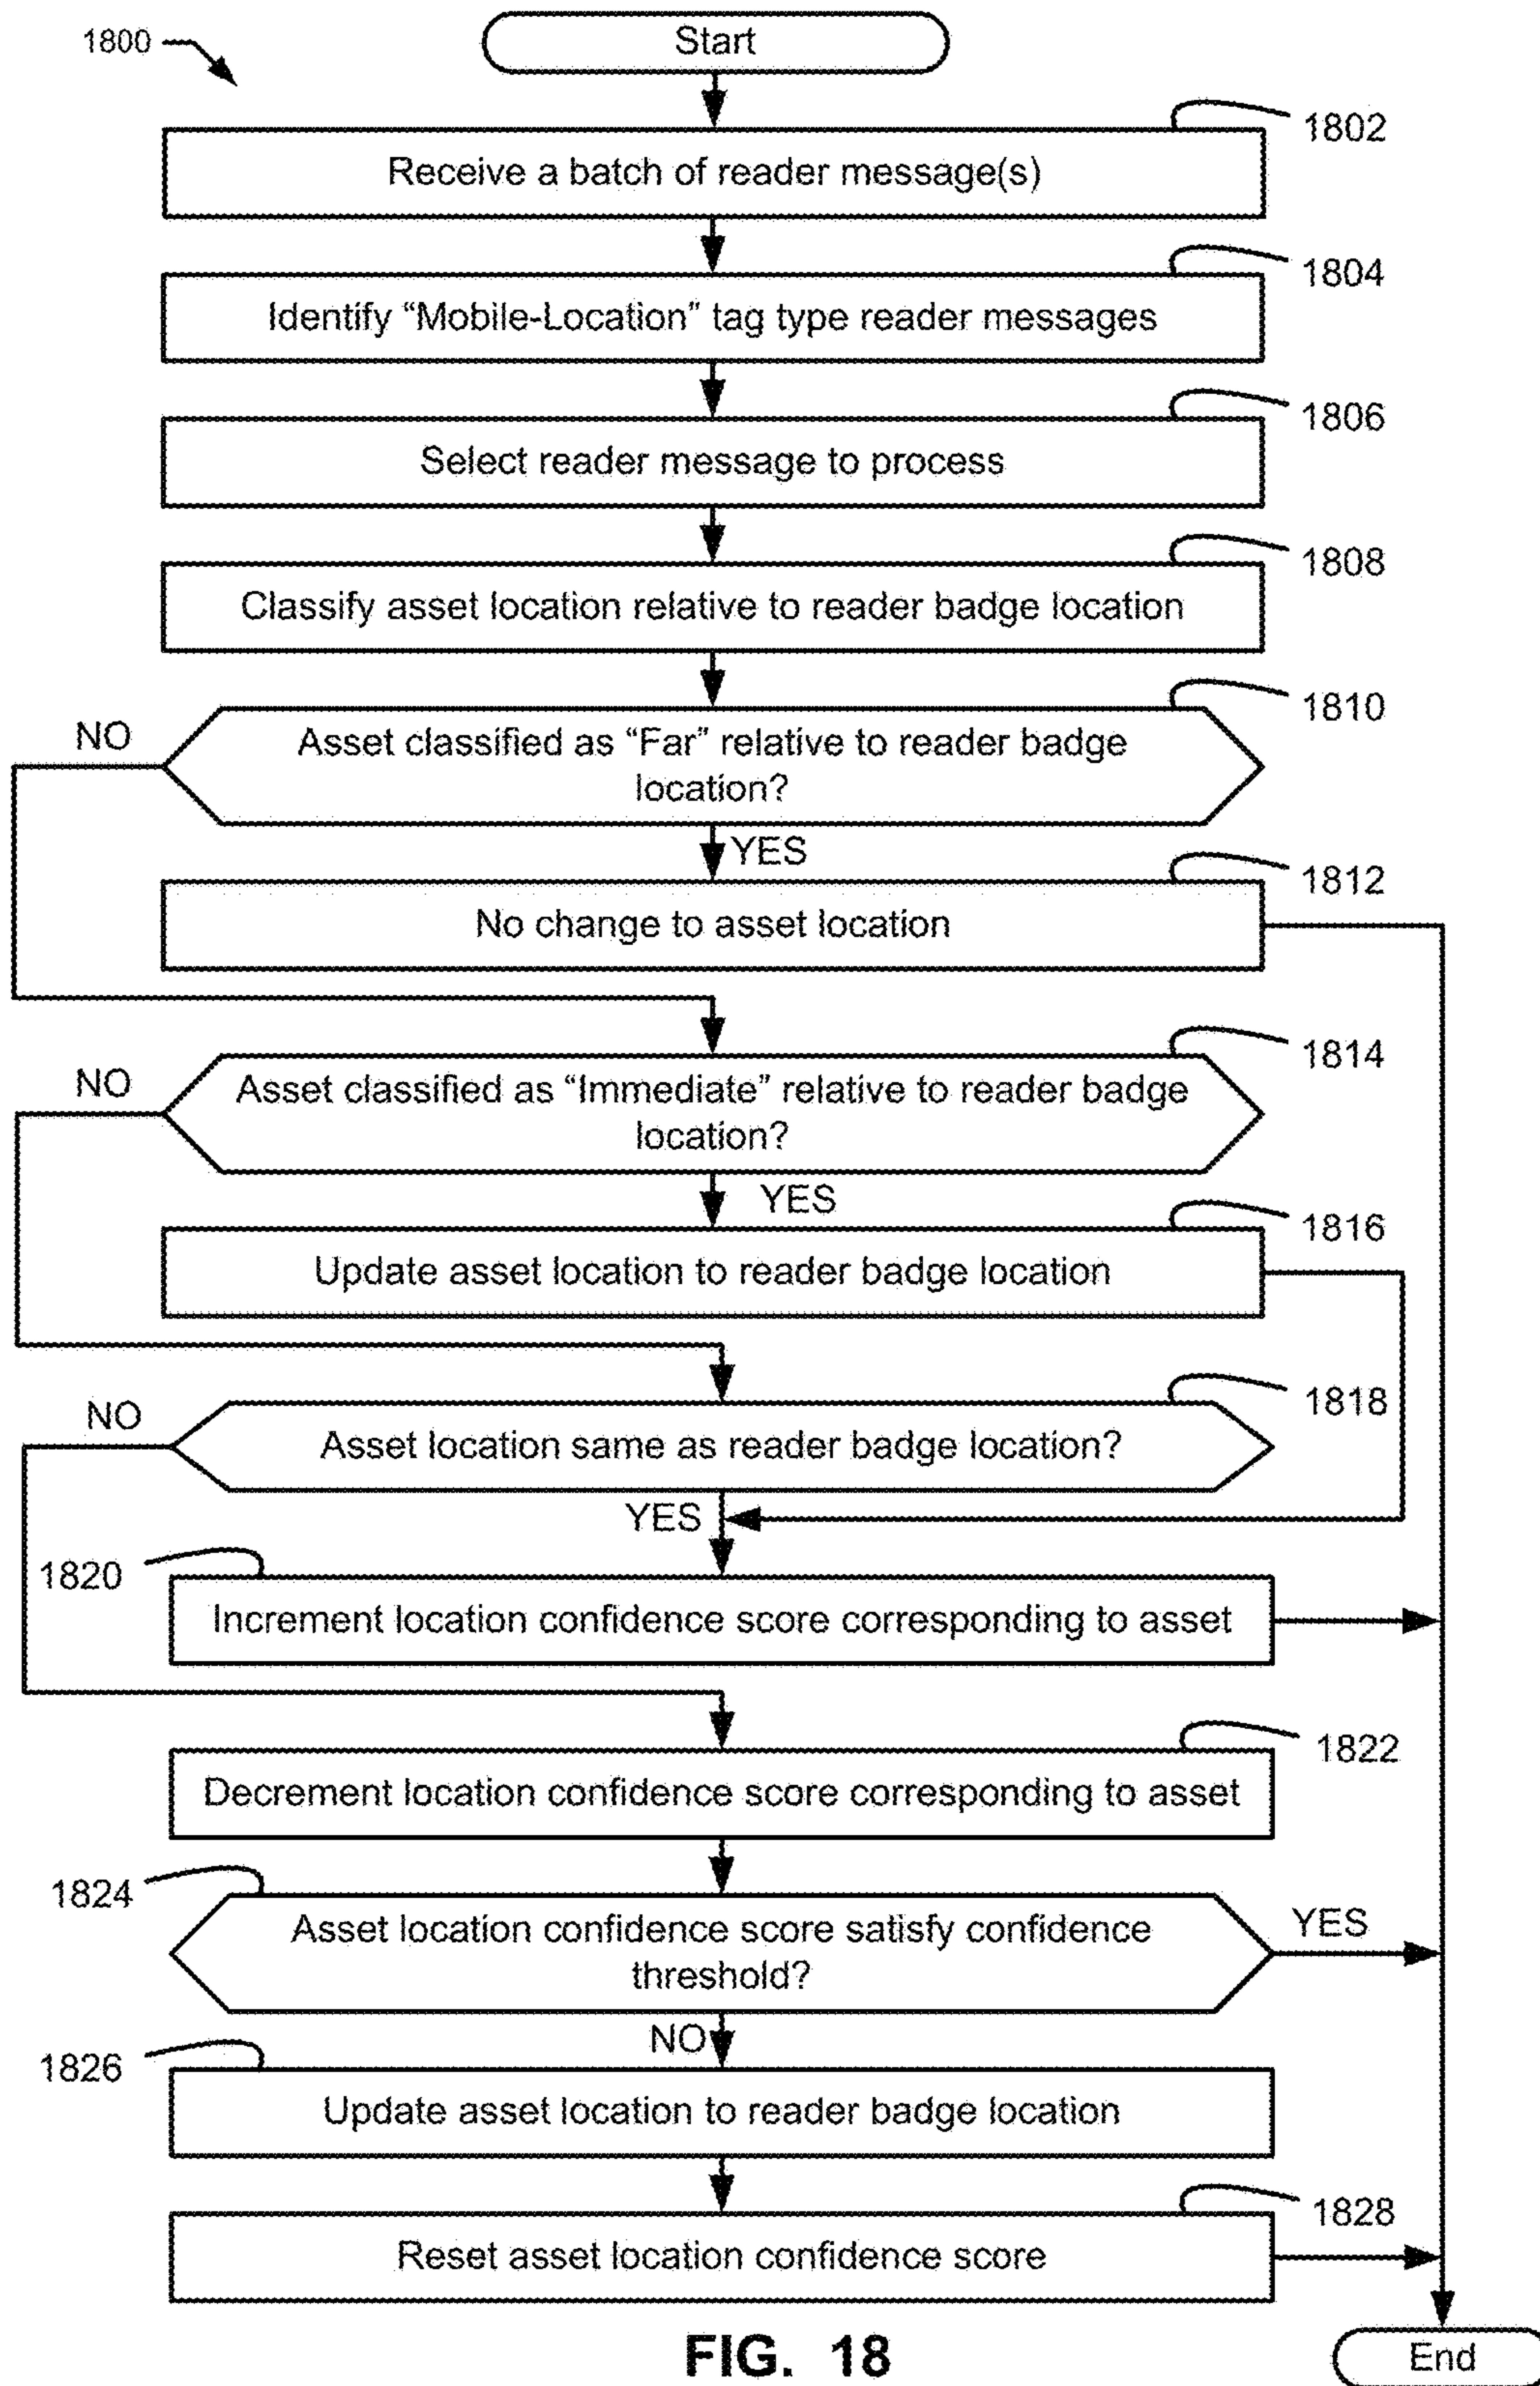 1800
Start
1802
Receive a batch of reader message(s)
1804
Identify “Mobile-Location” tag type reader messages
1806
Select reader message to process
1808
Classify asset location relative to reader badge location
1810
NO
Asset classified as “Far” relative to reader badge
location?
YES
1812
No change to asset location
1814
NO
Asset classified as “Immediate” relative to reader badge
location?
YES
1816
Update asset location to reader badge location
1818
NO
Asset location same as reader badge location?
YES
1820
Increment location confidence score corresponding to asset
1822
Decrement location confidence score corresponding to asset
1824
Asset location confidence score satisfy confidence
threshold?
YES
NO
1826
Update asset location to reader badge location
1828
Reset asset location confidence score
End
FIG. 18